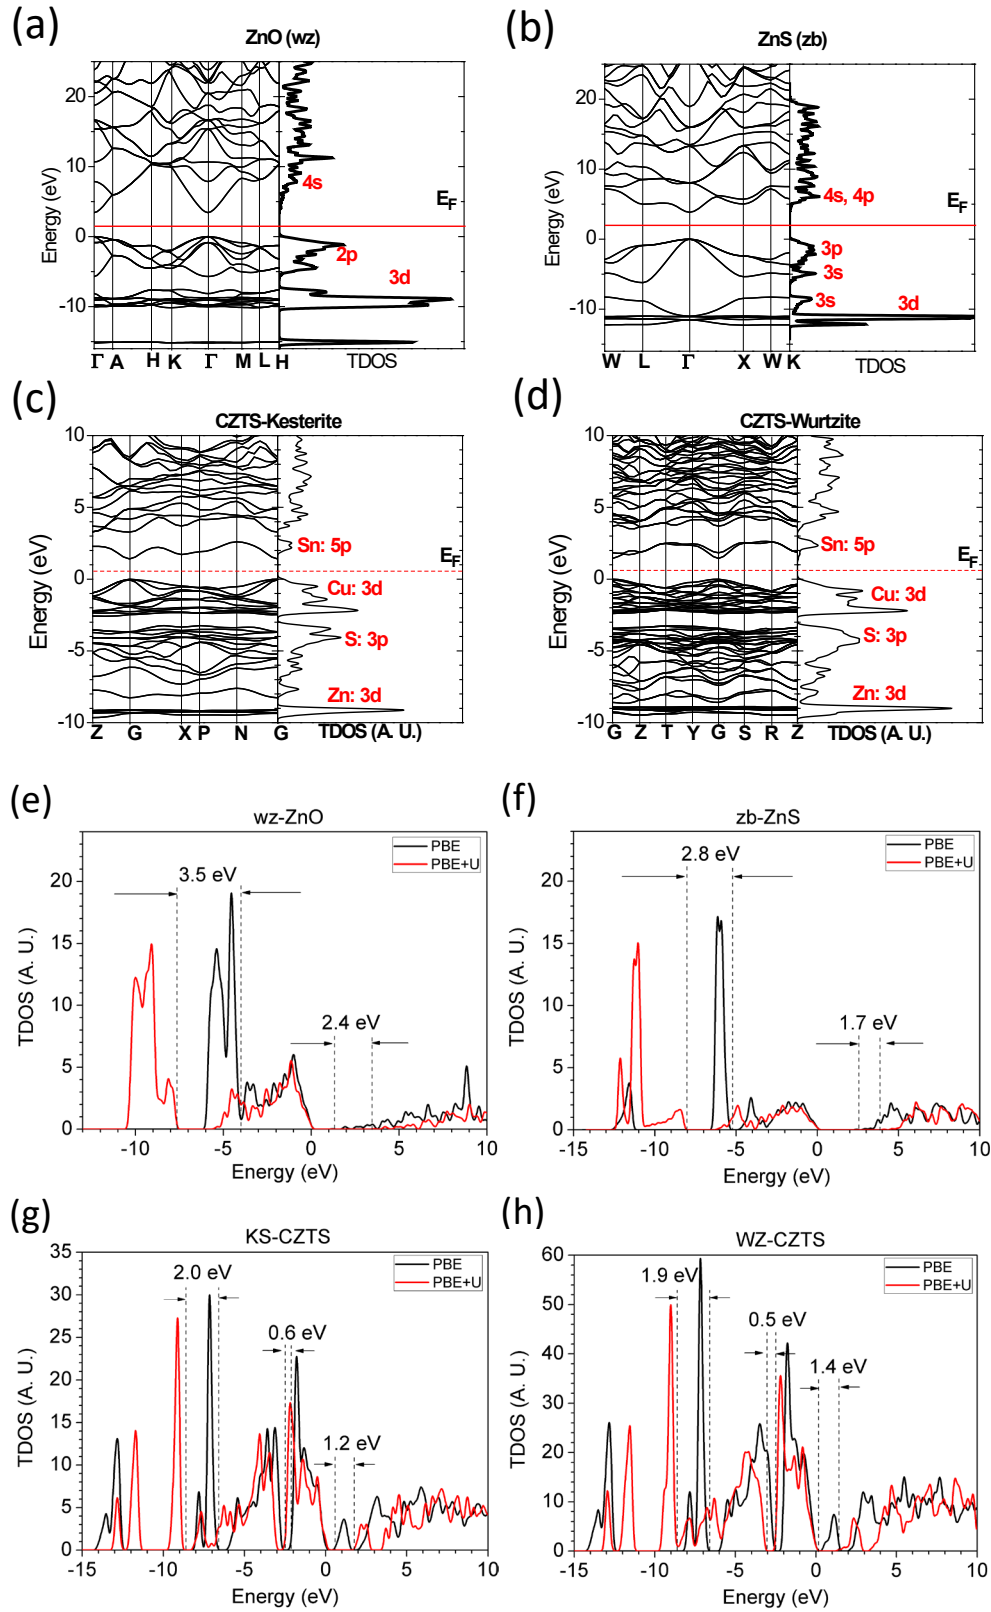 (a)
ZnO (wz)
20
10
0
-10
Energy (eV)
4s
E_F
2p
3d
Γ A H K Γ M L H TDOS
(b)
ZnS (zb)
20
10
0
-10
Energy (eV)
4s, 4p
E_F
3p
3s
3s
3d
W L Γ X W K TDOS
(c)
CZTS-Kesterite
10
5
0
-5
-10
Energy (eV)
Sn: 5p
E_F
Cu: 3d
S: 3p
Zn: 3d
Z G X P N G TDOS (A. U.)
(d)
CZTS-Wurtzite
10
5
0
-5
-10
Energy (eV)
Sn: 5p
E_F
Cu: 3d
S: 3p
Zn: 3d
G Z T Y G S R Z TDOS (A. U.)
(e)
wz-ZnO
PBE
PBE+U
3.5 eV
2.4 eV
20
15
10
5
0
TDOS (A. U.)
-10 -5 0 5 10
Energy (eV)
(f)
zb-ZnS
PBE
PBE+U
2.8 eV
1.7 eV
20
15
10
5
0
TDOS (A. U.)
-15 -10 -5 0 5 10
Energy (eV)
(g)
KS-CZTS
PBE
PBE+U
2.0 eV
0.6 eV
1.2 eV
35
30
25
20
15
10
5
0
TDOS (A. U.)
-15 -10 -5 0 5 10
Energy (eV)
(h)
WZ-CZTS
PBE
PBE+U
1.9 eV
0.5 eV
1.4 eV
60
50
40
30
20
10
0
TDOS (A. U.)
-15 -10 -5 0 5 10
Energy (eV)